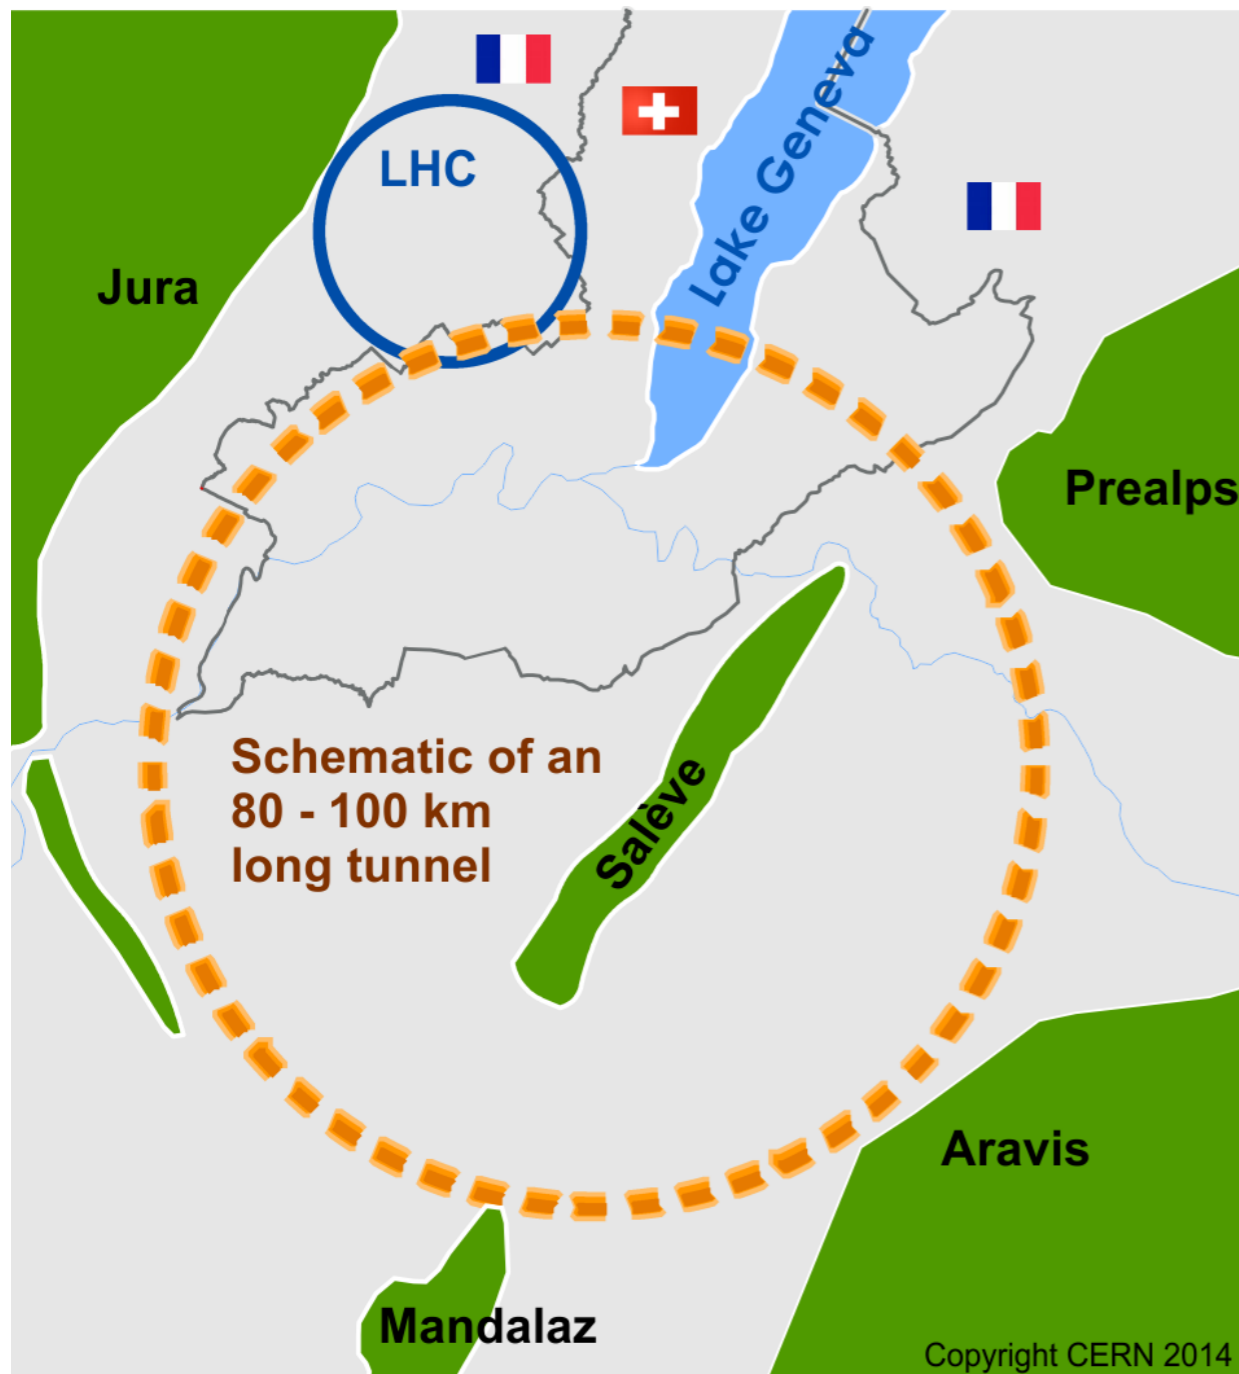 LHC
Lake Geneva
Jura
Prealps
Schematic of an
80 - 100 km
long tunnel
Salève
Aravis
Mandalaz
Copyright CERN 2014